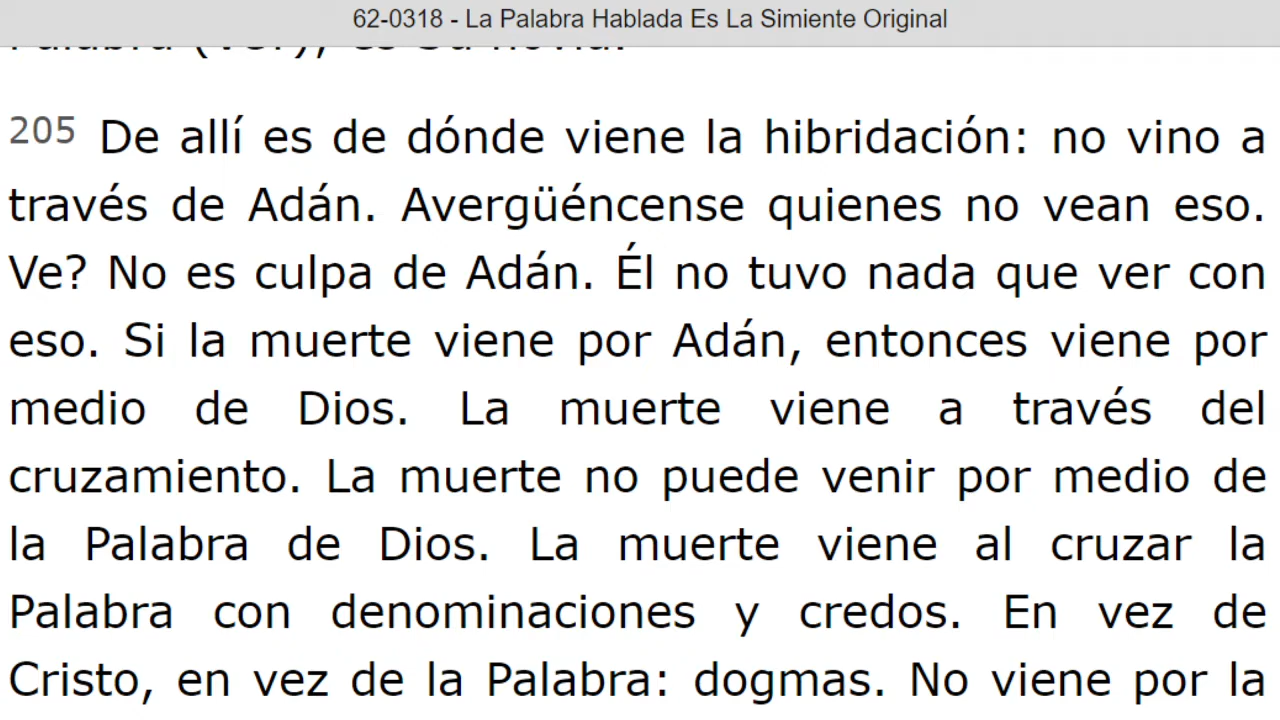 62-0318 - La Palabra Hablada Es La Simiente Original
Palabra (Ver), es Su novia.
205 De allí es de dónde viene la hibridación: no vino a
través de Adán. Avergüéncense quienes no vean eso.
Ve? No es culpa de Adán. Él no tuvo nada que ver con
eso. Si la muerte viene por Adán, entonces viene por
medio de Dios. La muerte viene a través del
cruzamiento. La muerte no puede venir por medio de
la Palabra de Dios. La muerte viene al cruzar la
Palabra con denominaciones y credos. En vez de
Cristo, en vez de la Palabra: dogmas. No viene por la